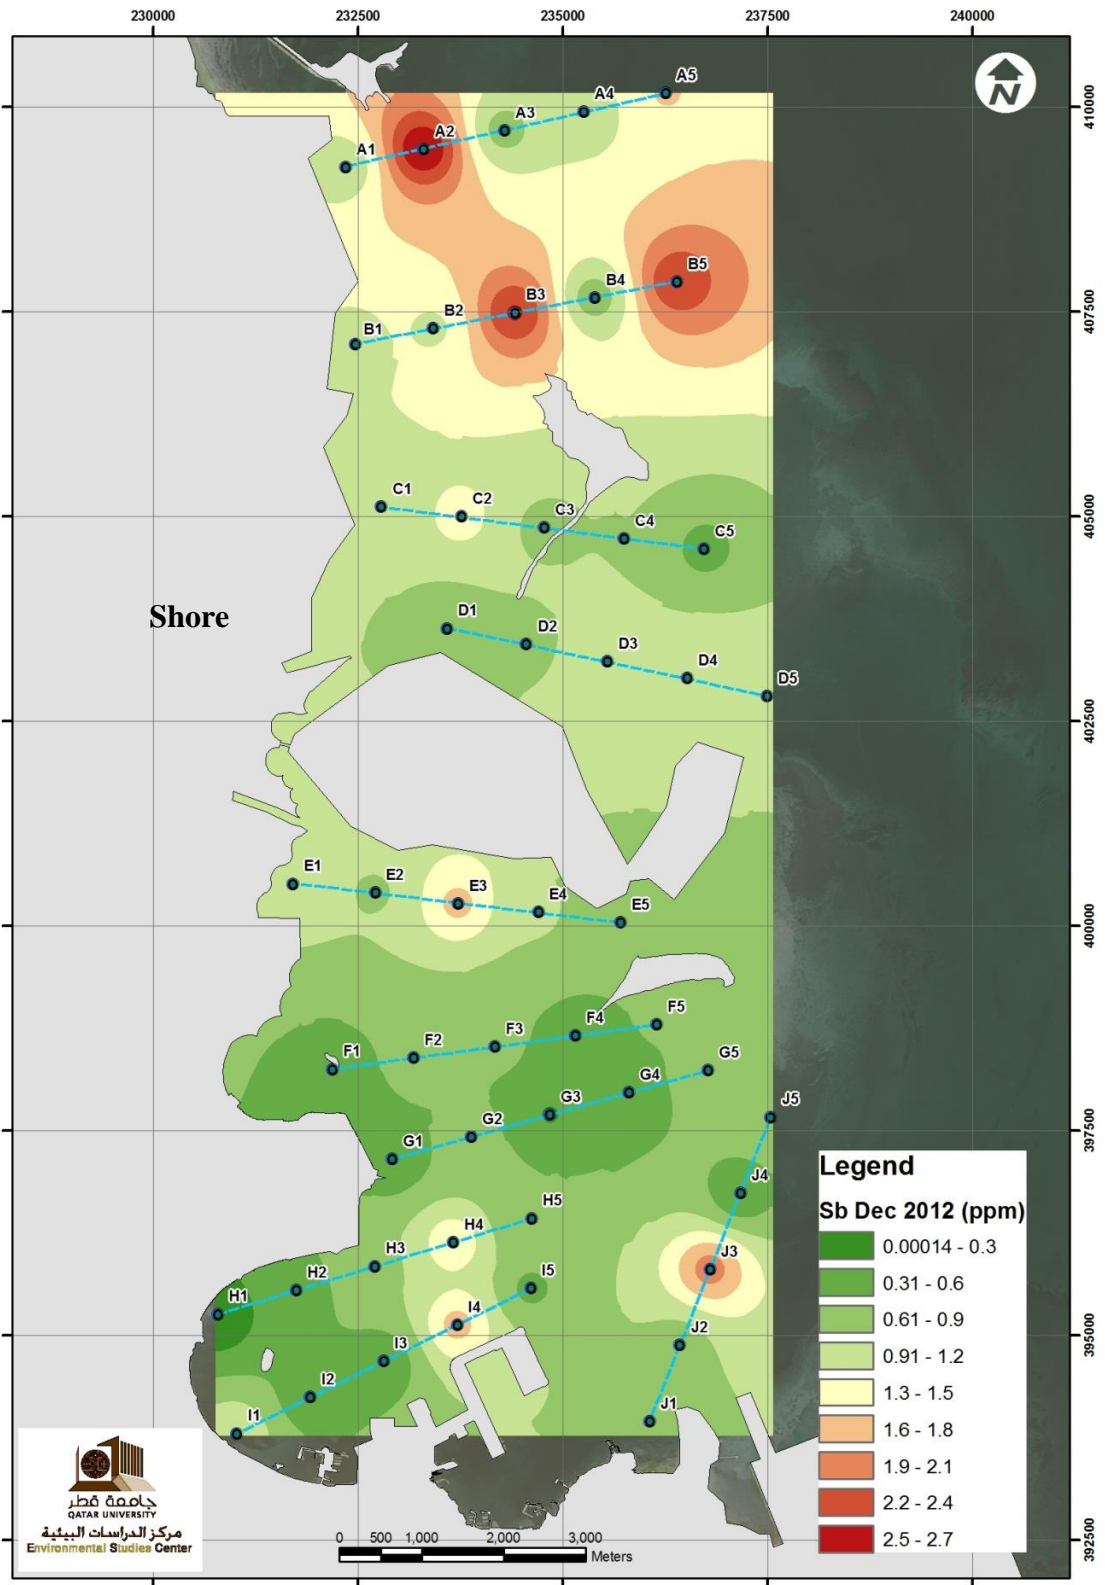 230000 232500 235000 237500 240000
A5
A4
A3
A2
A1
410000
B5
B4
B3
B2
B1
407500
C1
C2
C3
C4
C5
405000
Shore
D1
D2
D3
D4
D5
402500
E1
E2
E3
E4
E5
400000
F5
F4
F3
F2
F1
G5
G4
G3
G2
G1
397500
J5
J4
J3
J2
J1
H5
H4
H3
H2
H1
I5
I4
I3
I2
I1
395000
Legend
Sb Dec 2012 (ppm)
0.00014 - 0.3
0.31 - 0.6
0.61 - 0.9
0.91 - 1.2
1.3 - 1.5
1.6 - 1.8
1.9 - 2.1
2.2 - 2.4
2.5 - 2.7
جامعة قطر
QATAR UNIVERSITY
مركز الدراسات البيئية
Environmental Studies Center
0 500 1,000 2,000 3,000
Meters
392500
230000 232500 235000 237500 240000
N